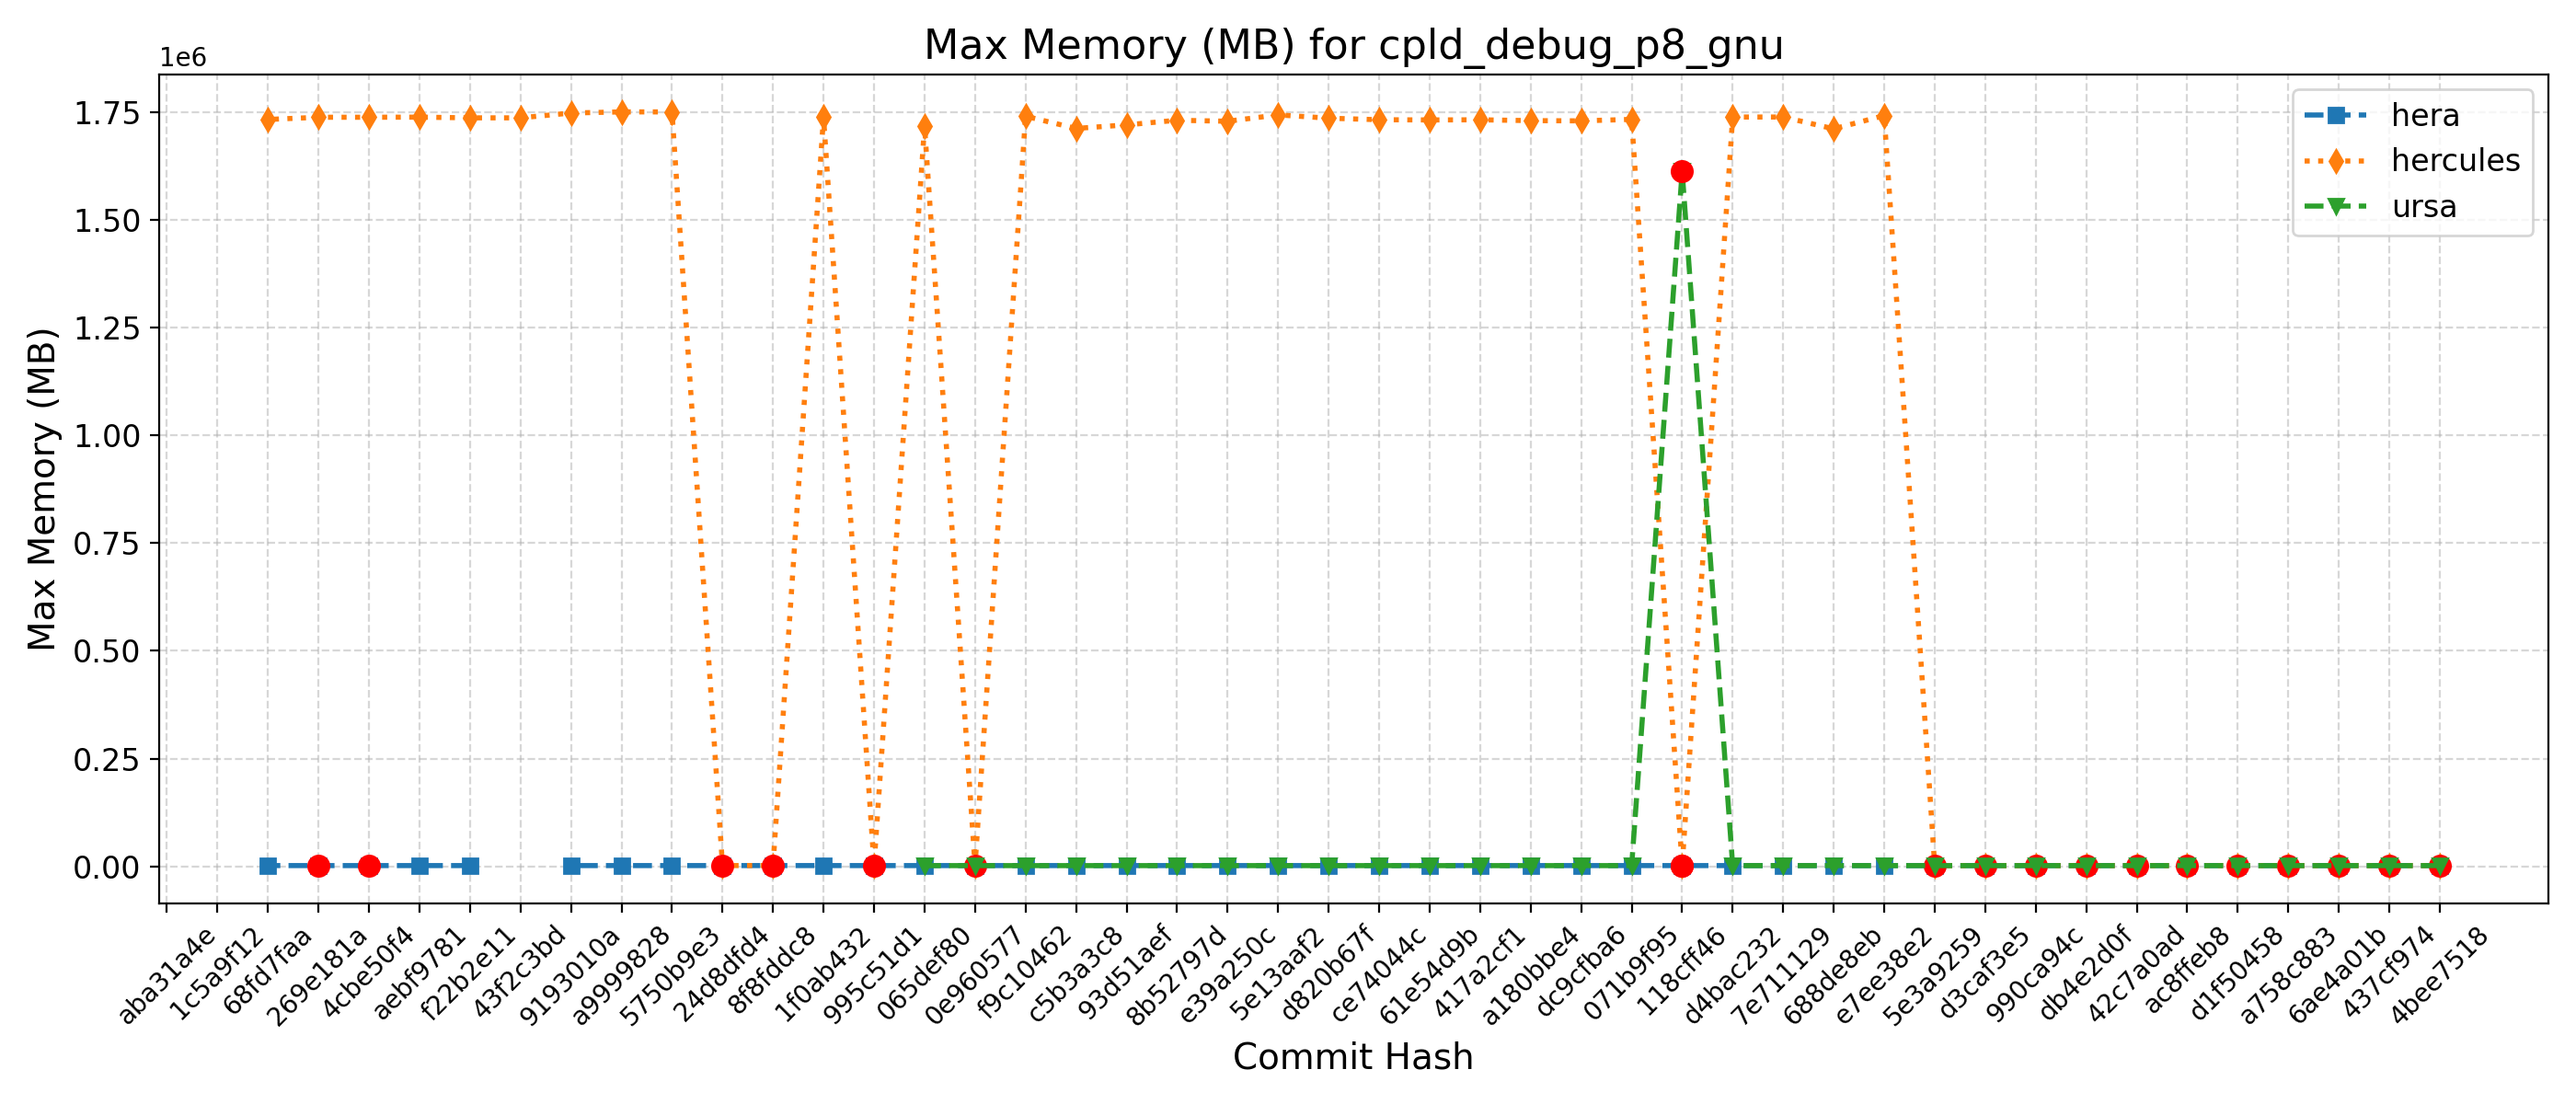 Max Memory (MB) for cpld_debug_p8_gnu
1e6
1.75
1.50
1.25
1.00
0.75
0.50
0.25
0.00
Max Memory (MB)
hera
hercules
ursa
aba31a4e
1c5a9f12
68fd7faa
269e181a
4cbe50f4
aebf9781
f22b2e11
43f2c3bd
9193010a
a9999828
5750b9e3
24d8dfd4
8f8fddc8
1f0ab432
995c51d1
065def80
0e960577
f9c10462
c5b3a3c8
93d51aef
8b52797d
e39a250c
5e13aaf2
d820b67f
ce74044c
61e54d9b
417a2cf1
a180bbe4
dc9cfba6
071b9f95
118cff46
d4bac232
7e711129
688de8eb
e7ee38e2
5e3a9259
d3caf3e5
990ca94c
db4e2d0f
42c7a0ad
ac8ffeb8
d1f50458
a758c883
6ae4a01b
437cf974
4bee7518
Commit Hash